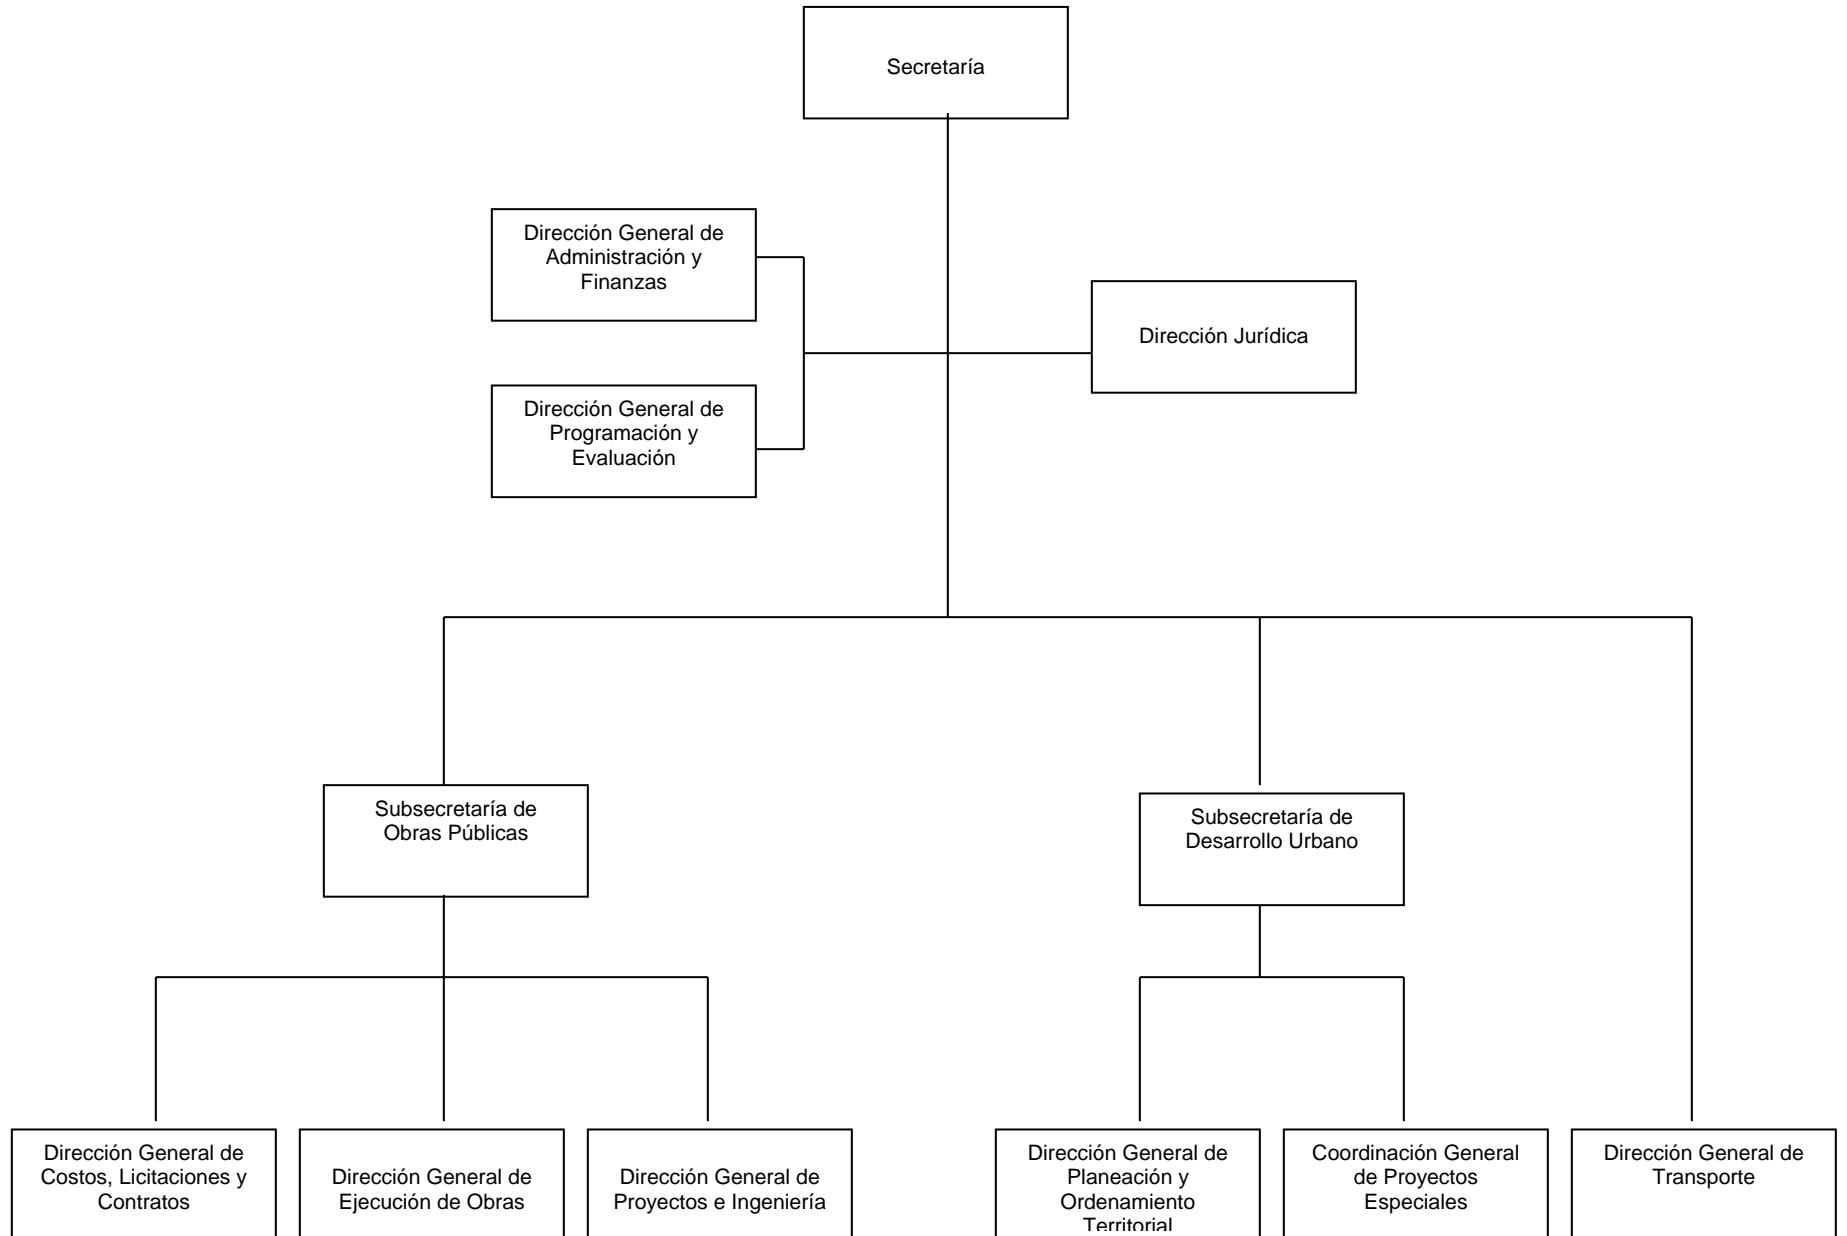 Secretaría
Dirección General de
Administración y
Finanzas
Dirección Jurídica
Dirección General de
Programación y
Evaluación
Subsecretaría de
Obras Públicas
Subsecretaría de
Desarrollo Urbano
Dirección General de
Costos, Licitaciones y
Contratos
Dirección General de
Ejecución de Obras
Dirección General de
Proyectos e Ingeniería
Dirección General de
Planeación y
Ordenamiento
Territorial
Coordinación General
de Proyectos
Especiales
Dirección General de
Transporte